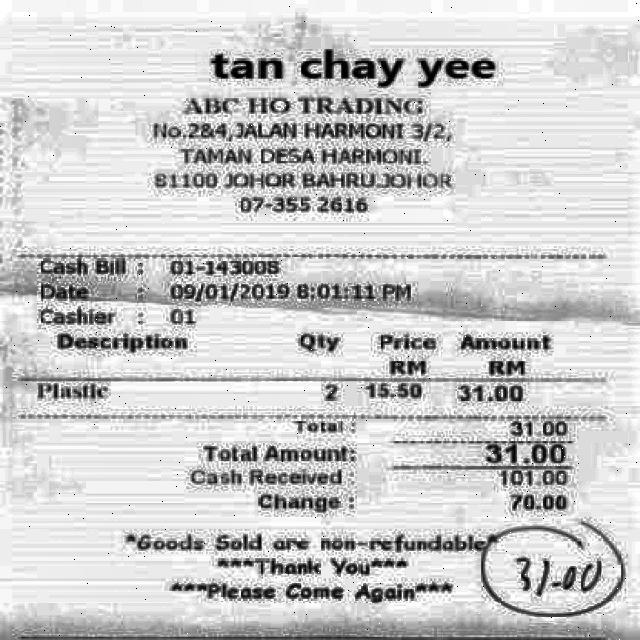 tan chay yee
ABC HO TRADING
No.2&4,JALAN HARMONI 3/2,
TAMAN DESA HARMONI.
81100 JOHOR BAHRU.JOHOR
07-355 2616
Cash Bill : 01-143008
Date : 09/01/2019 8:01:11 PM
Cashier : 01
Description Qty Price Amount
RM RM
Plastic 2 15.50 31.00
Total : 31.00
Total Amount: 31.00
Cash Received : 101.00
Change : 70.00
*Goods Sold are non-refundable*
***Thank You***
***Please Come Again***
31.00